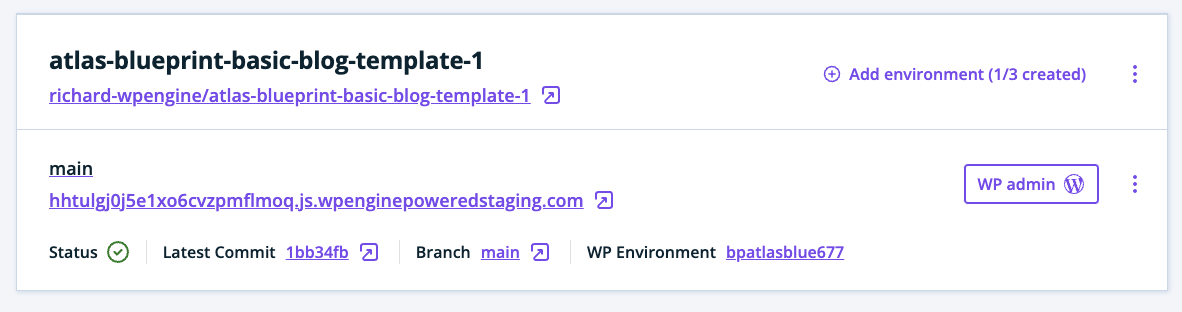 atlas-blueprint-basic-blog-template-1
richard-wpengine/atlas-blueprint-basic-blog-template-1
Add environment (1/3 created)
main
hhtulgj0j5e1xo6cvzpmflmoq.js.wpenginepoweredstaging.com
WP admin
Status
Latest Commit 1bb34fb
Branch main
WP Environment bpatlasblue677